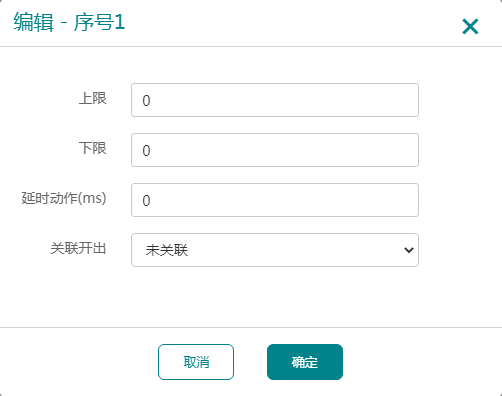 编辑 - 序号1
上限 0
下限 0
延时动作(ms) 0
关联开出 未关联
取消 确定